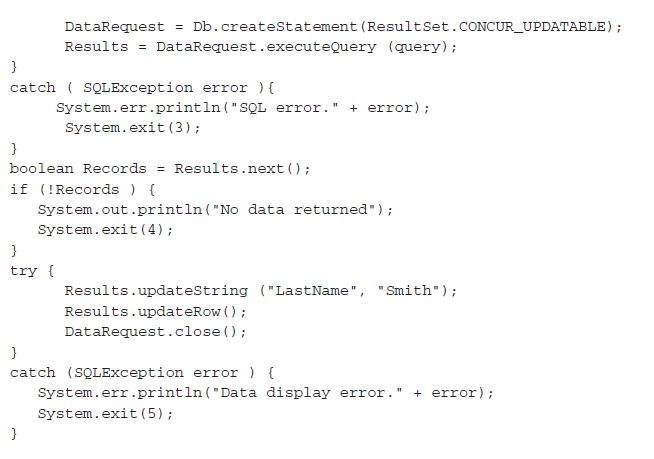 DataRequest = Db.createStatement(ResultSet.CONCUR_UPDATABLE);
Results = DataRequest.executeQuery (query);
}
catch ( SQLException error ){
System.err.println("SQL error." + error);
System.exit(3);
}
boolean Records = Results.next();
if (!Records ) {
System.out.println("No data returned");
System.exit(4);
}
try {
Results.updateString ("LastName", "Smith");
Results.updateRow();
DataRequest.close();
}
catch (SQLException error ) {
System.err.println("Data display error." + error);
System.exit(5);
}